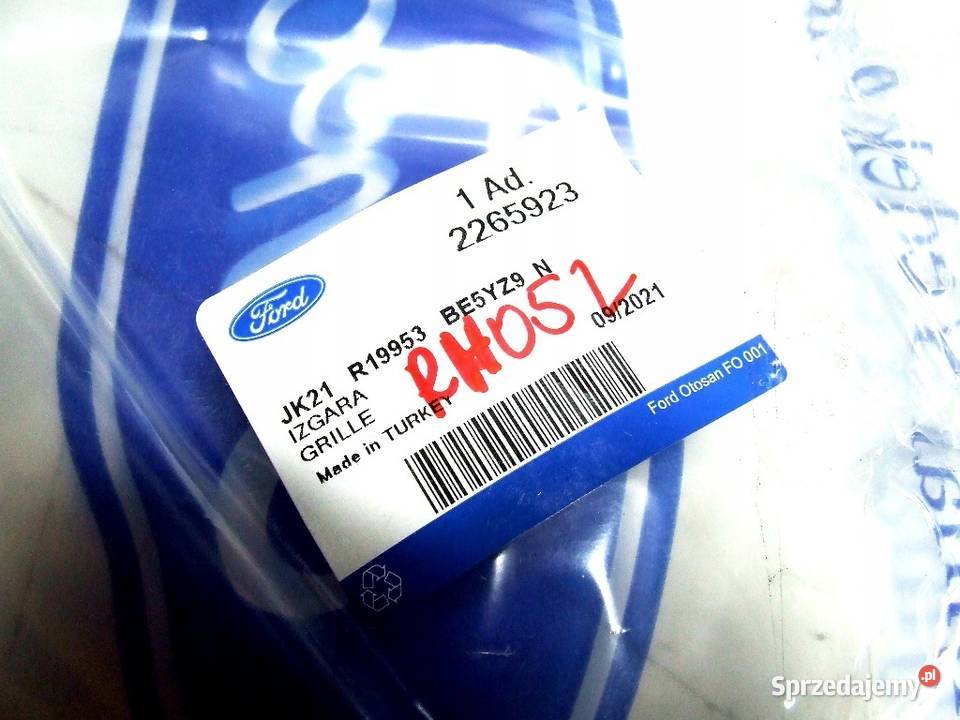 1 Ad.
2265923
Ford
JK21 R19953 BE5YZ9 N
IZGARA
GRILLE
RH05L
09/2021
Made in TURKEY
Ford Otosan FO 001
Sprzedajemy.pl